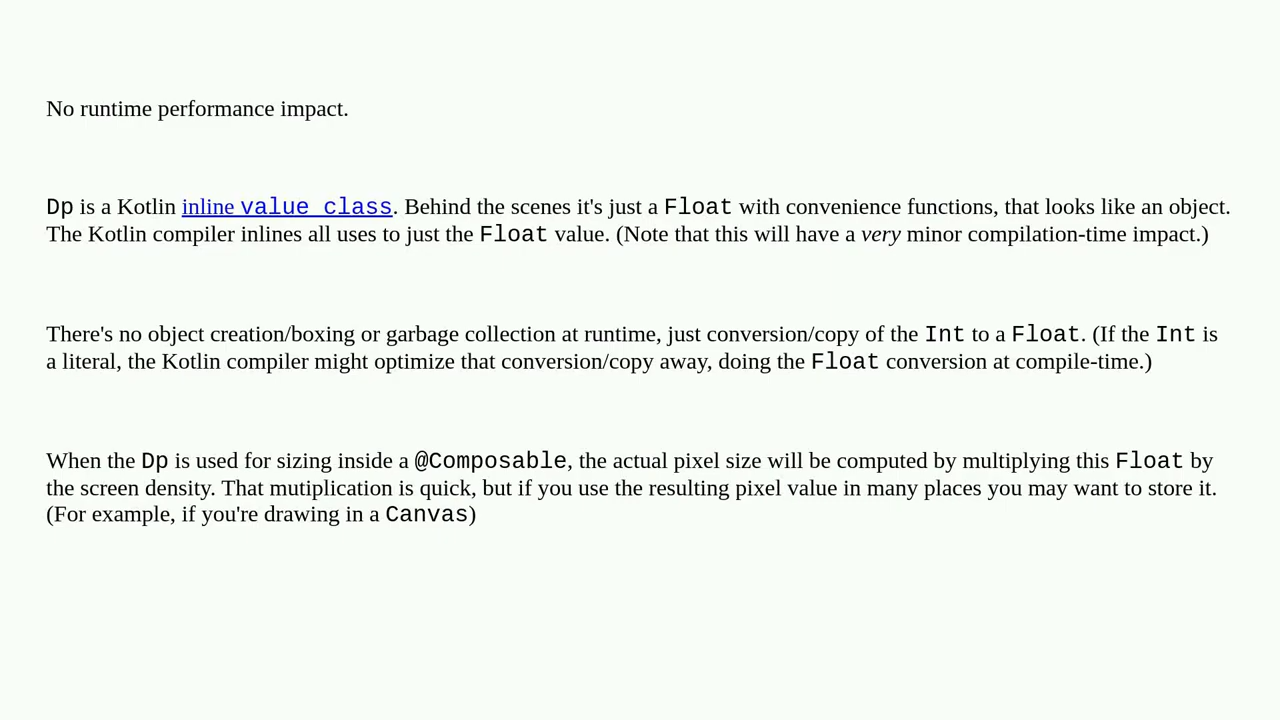 No runtime performance impact.
Dp is a Kotlin inline value class. Behind the scenes it's just a Float with convenience functions, that looks like an object.
The Kotlin compiler inlines all uses to just the Float value. (Note that this will have a very minor compilation-time impact.)
There's no object creation/boxing or garbage collection at runtime, just conversion/copy of the Int to a Float. (If the Int is
a literal, the Kotlin compiler might optimize that conversion/copy away, doing the Float conversion at compile-time.)
When the Dp is used for sizing inside a @Composable, the actual pixel size will be computed by multiplying this Float by
the screen density. That mutiplication is quick, but if you use the resulting pixel value in many places you may want to store it.
(For example, if you're drawing in a Canvas)